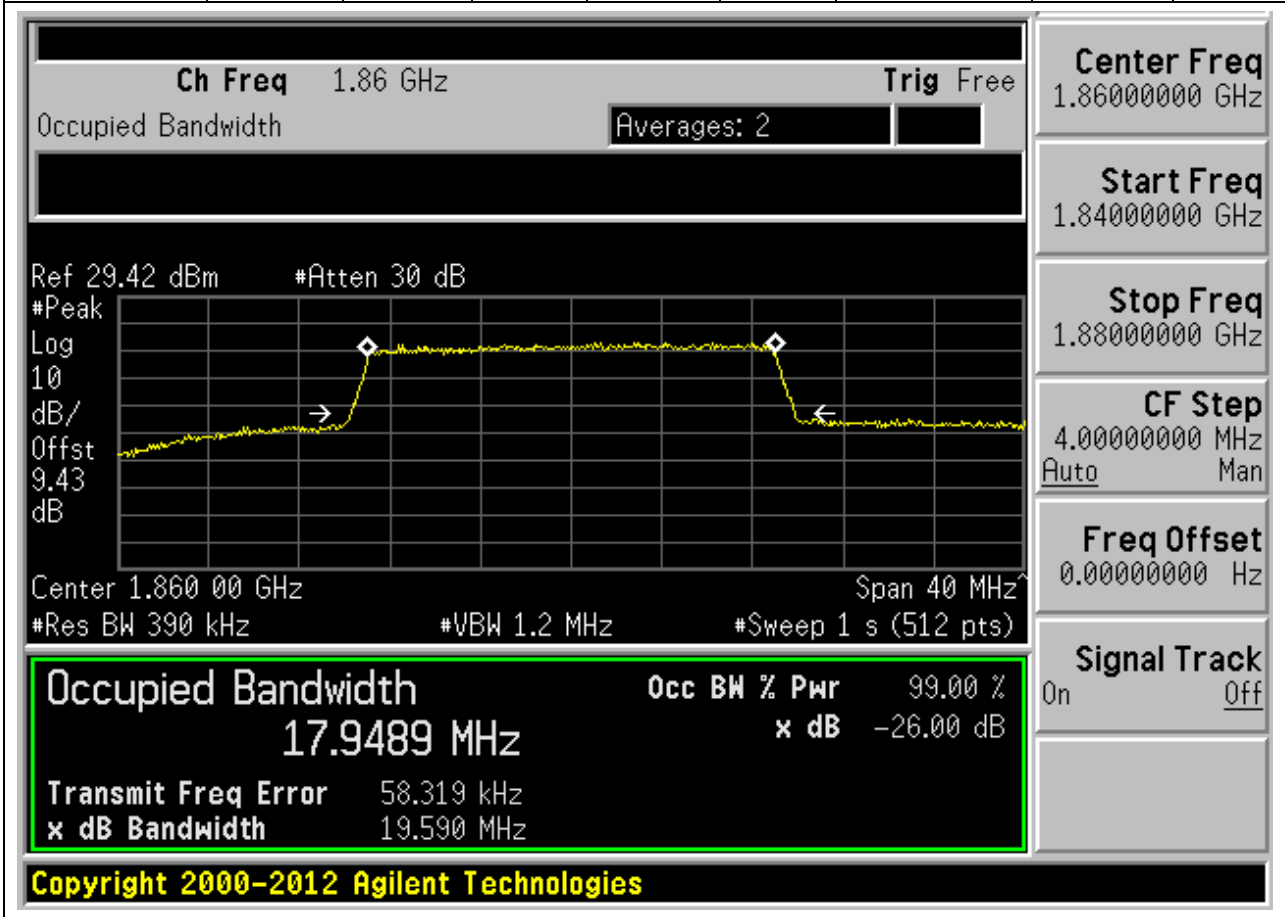 Ch Freq 1.86 GHz Trig Free
Occupied Bandwidth Averages: 2
Ref 29.42 dBm #Atten 30 dB
#Peak
Log
10
dB/
Offst
9.43
dB
Center 1.860 00 GHz Span 40 MHz^
#Res BW 390 kHz #VBW 1.2 MHz #Sweep 1 s (512 pts)
Occupied Bandwidth Occ BW % Pwr 99.00 %
17.9489 MHz x dB -26.00 dB
Transmit Freq Error 58.319 kHz
x dB Bandwidth 19.590 MHz
Copyright 2000-2012 Agilent Technologies
Center Freq
1.86000000 GHz
Start Freq
1.84000000 GHz
Stop Freq
1.88000000 GHz
CF Step
4.00000000 MHz
Auto Man
Freq Offset
0.00000000 Hz
Signal Track
On Off